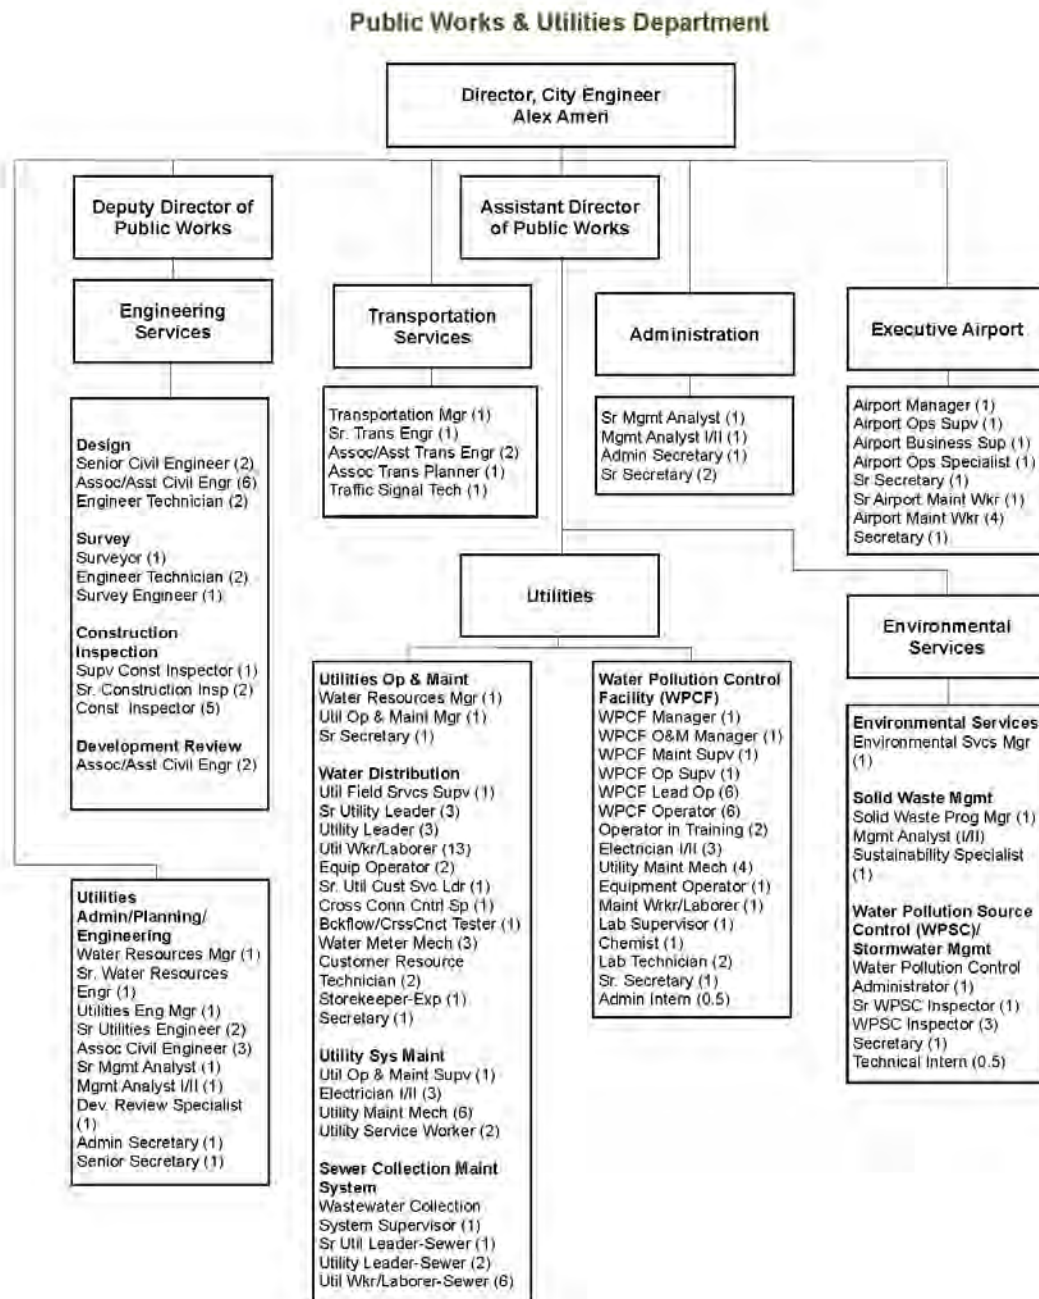 Public Works & Utilities Department
Director, City Engineer
Alex Ameri
Deputy Director of
Public Works
Assistant Director
of Public Works
Engineering
Services
Transportation
Services
Administration
Executive Airport
Design
Senior Civil Engineer (2)
Assoc/Asst Civil Engr (6)
Engineer Technician (2)
Survey
Surveyor (1)
Engineer Technician (2)
Survey Engineer (1)
Construction
Inspection
Supv Const Inspector (1)
Sr. Construction Insp (2)
Const Inspector (5)
Development Review
Assoc/Asst Civil Engr (2)
Transportation Mgr (1)
Sr. Trans Engr (1)
Assoc/Asst Trans Engr (2)
Assoc Trans Planner (1)
Traffic Signal Tech (1)
Sr Mgmt Analyst (1)
Mgmt Analyst I/II (1)
Admin Secretary (1)
Sr Secretary (2)
Airport Manager (1)
Airport Ops Supv (1)
Airport Business Sup (1)
Airport Ops Specialist (1)
Sr Secretary (1)
Sr Airport Maint Wkr (1)
Airport Maint Wkr (4)
Secretary (1)
Utilities
Environmental
Services
Utilities
Admin/Planning/
Engineering
Water Resources Mgr (1)
Sr. Water Resources
Engr (1)
Utilities Eng Mgr (1)
Sr Utilities Engineer (2)
Assoc Civil Engineer (3)
Sr Mgmt Analyst (1)
Mgmt Analyst I/II (1)
Dev. Review Specialist
(1)
Admin Secretary (1)
Senior Secretary (1)
Utilities Op & Maint
Water Resources Mgr (1)
Util Op & Maint Mgr (1)
Sr Secretary (1)
Water Distribution
Util Field Srvcs Supv (1)
Sr Utility Leader (3)
Utility Leader (3)
Util Wkr/Laborer (13)
Equip Operator (2)
Sr. Util Cust Svc Ldr (1)
Cross Conn Cntrl Sp (1)
Bckflow/CrssCnct Tester (1)
Water Meter Mech (3)
Customer Resource
Technician (2)
Storekeeper-Exp (1)
Secretary (1)
Utility Sys Maint
Util Op & Maint Supv (1)
Electrician I/II (3)
Utility Maint Mech (6)
Utility Service Worker (2)
Sewer Collection Maint
System
Wastewater Collection
System Supervisor (1)
Sr Util Leader-Sewer (1)
Utility Leader-Sewer (2)
Util Wkr/Laborer-Sewer (6)
Water Pollution Control
Facility (WPCF)
WPCF Manager (1)
WPCF O&M Manager (1)
WPCF Maint Supv (1)
WPCF Op Supv (1)
WPCF Lead Op (6)
WPCF Operator (6)
Operator in Training (2)
Electrician I/II (3)
Utility Maint Mech (4)
Equipment Operator (1)
Maint Wrkr/Laborer (1)
Lab Supervisor (1)
Chemist (1)
Lab Technician (2)
Sr. Secretary (1)
Admin Intern (0.5)
Environmental Services
Environmental Svcs Mgr
(1)
Solid Waste Mgmt
Solid Waste Prog Mgr (1)
Mgmt Analyst (I/II)
Sustainability Specialist
(1)
Water Pollution Source
Control (WPSC)/
Stormwater Mgmt
Water Pollution Control
Administrator (1)
Sr WPSC Inspector (1)
WPSC Inspector (3)
Secretary (1)
Technical Intern (0.5)